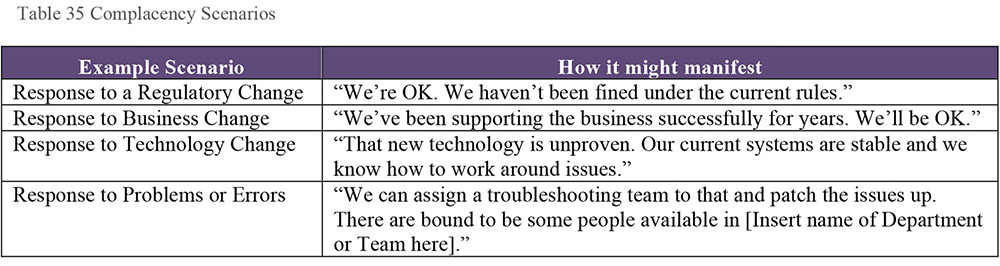 Table 35 Complacency Scenarios
Example Scenario How it might manifest
Response to a Regulatory Change “We’re OK. We haven’t been fined under the current rules.”
Response to Business Change “We’ve been supporting the business successfully for years. We’ll be OK.”
Response to Technology Change “That new technology is unproven. Our current systems are stable and we
know how to work around issues.”
Response to Problems or Errors “We can assign a troubleshooting team to that and patch the issues up.
There are bound to be some people available in [Insert name of Department
or Team here].”